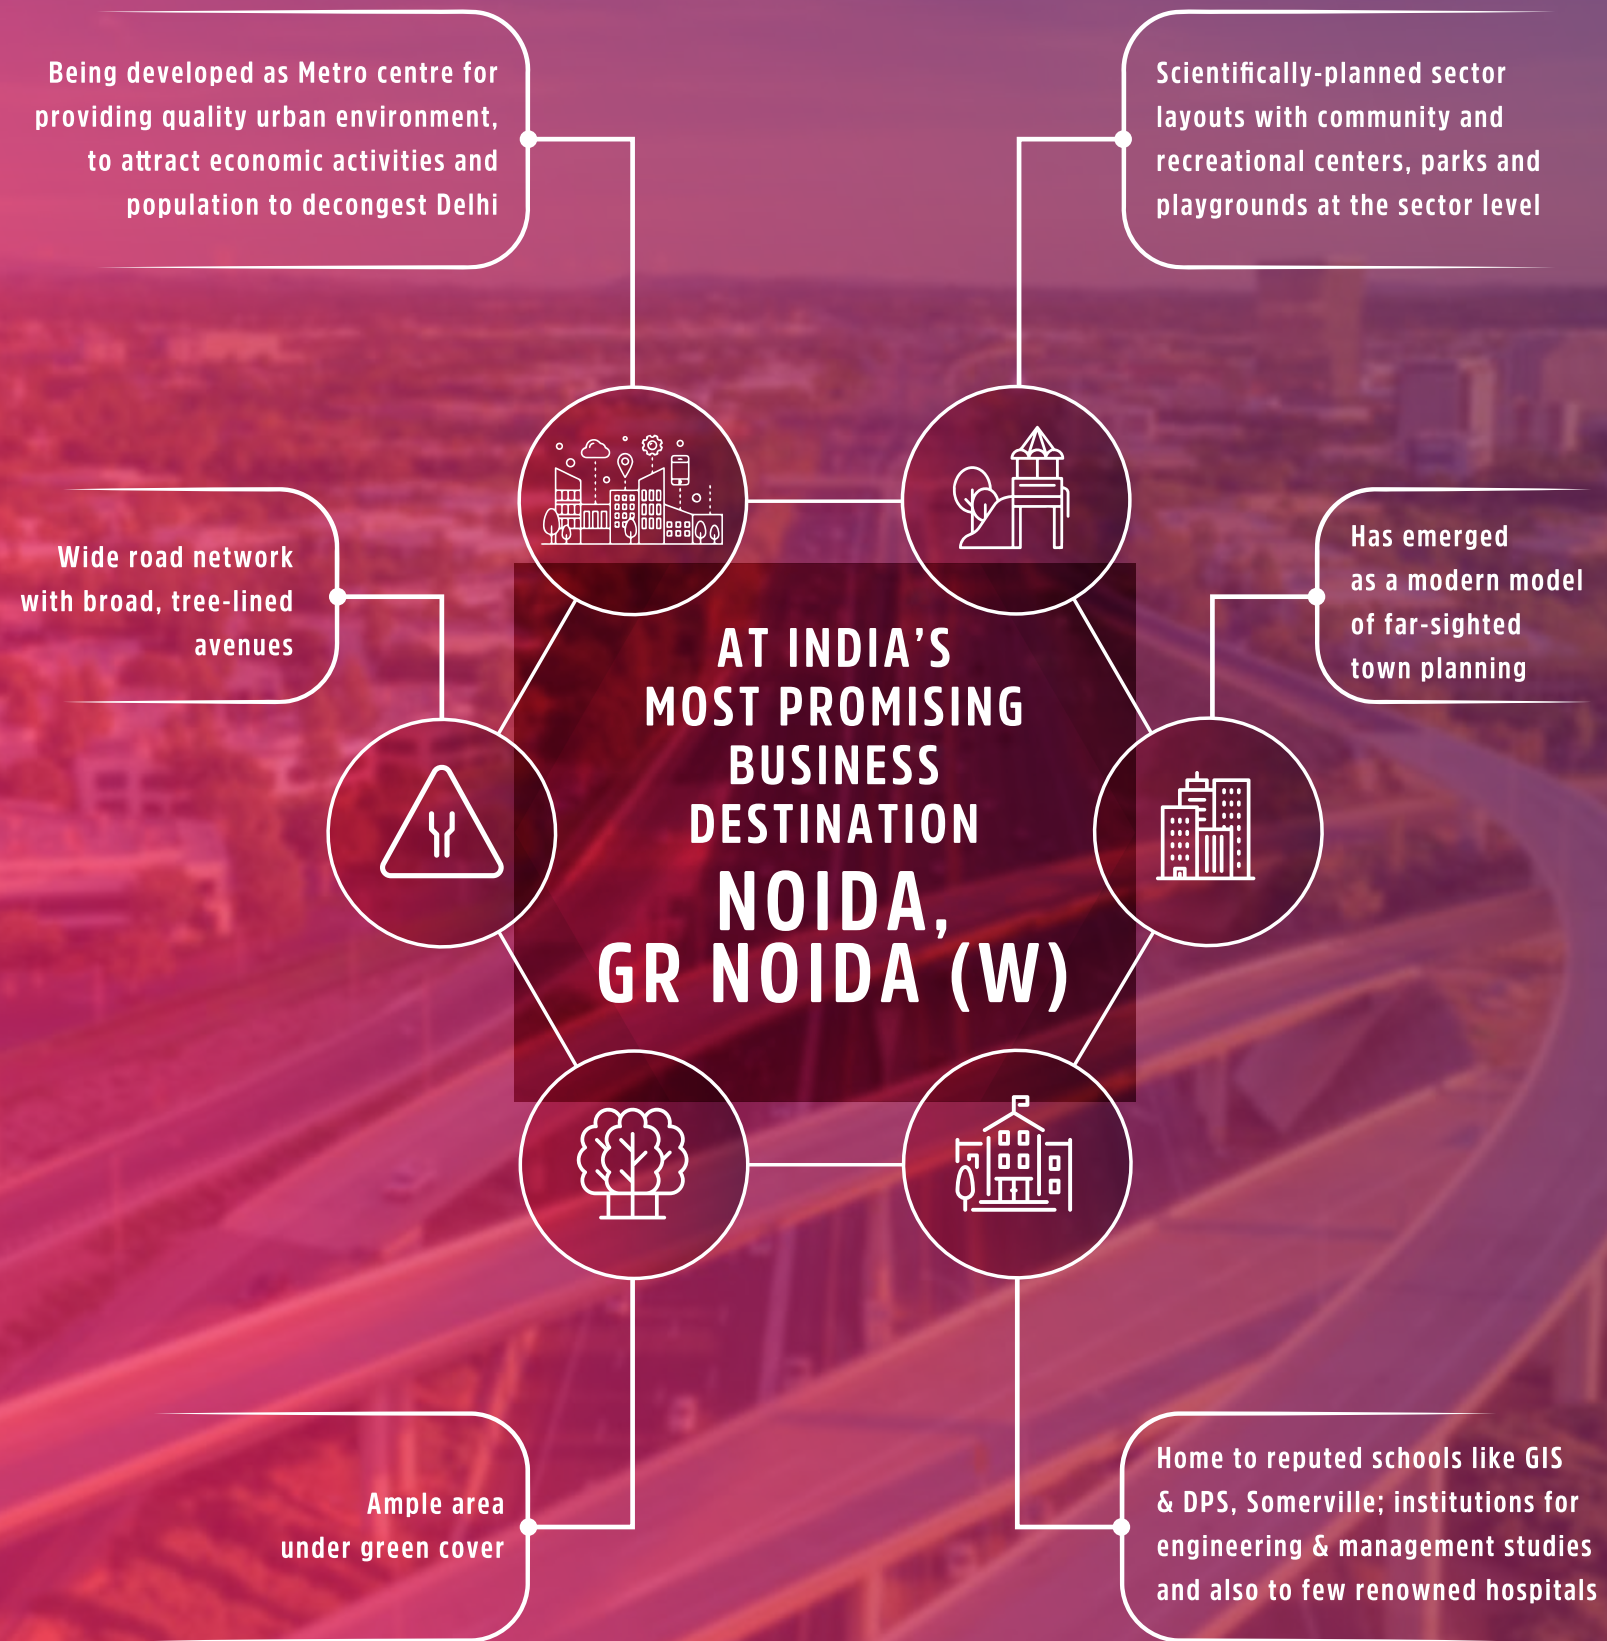 Being developed as Metro centre for
providing quality urban environment,
to attract economic activities and
population to decongest Delhi
Scientifically-planned sector
layouts with community and
recreational centers, parks and
playgrounds at the sector level
Wide road network
with broad, tree-lined
avenues
Has emerged
as a modern model
of far-sighted
town planning
AT INDIA’S
MOST PROMISING
BUSINESS
DESTINATION
NOIDA,
GR NOIDA (W)
Ample area
under green cover
Home to reputed schools like GIS
& DPS, Somerville; institutions for
engineering & management studies
and also to few renowned hospitals